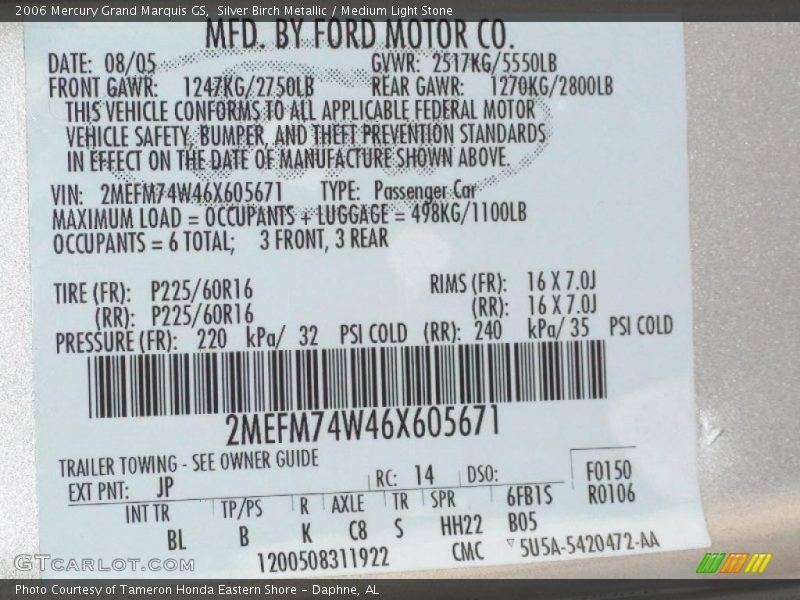 2006 Mercury Grand Marquis GS, Silver Birch Metallic / Medium Light Stone
MFD. BY FORD MOTOR CO.
DATE: 08/05 GVWR: 2517KG/5550LB
FRONT GAWR: 1247KG/2750LB REAR GAWR: 1270KG/2800LB
THIS VEHICLE CONFORMS TO ALL APPLICABLE FEDERAL MOTOR
VEHICLE SAFETY, BUMPER, AND THEFT PREVENTION STANDARDS
IN EFFECT ON THE DATE OF MANUFACTURE SHOWN ABOVE.
VIN: 2MEFM74W46X605671 TYPE: Passenger Car
MAXIMUM LOAD = OCCUPANTS + LUGGAGE = 498KG/1100LB
OCCUPANTS = 6 TOTAL; 3 FRONT, 3 REAR
TIRE (FR): P225/60R16 RIMS (FR): 16 X 7.0J
(RR): P225/60R16 (RR): 16 X 7.0J
PRESSURE (FR): 220 kPa/ 32 PSI COLD (RR): 240 kPa/ 35 PSI COLD
2MEFM74W46X605671
TRAILER TOWING - SEE OWNER GUIDE
EXT PNT: JP RC: 14 DSO: F0150
INT TR TP/PS R AXLE TR SPR 6FB1S R0106
BL B K C8 S HH22 B05
1200508311922 CMC 5U5A-5420472-AA
GTcarlot.com
Photo Courtesy of Tameron Honda Eastern Shore - Daphne, AL